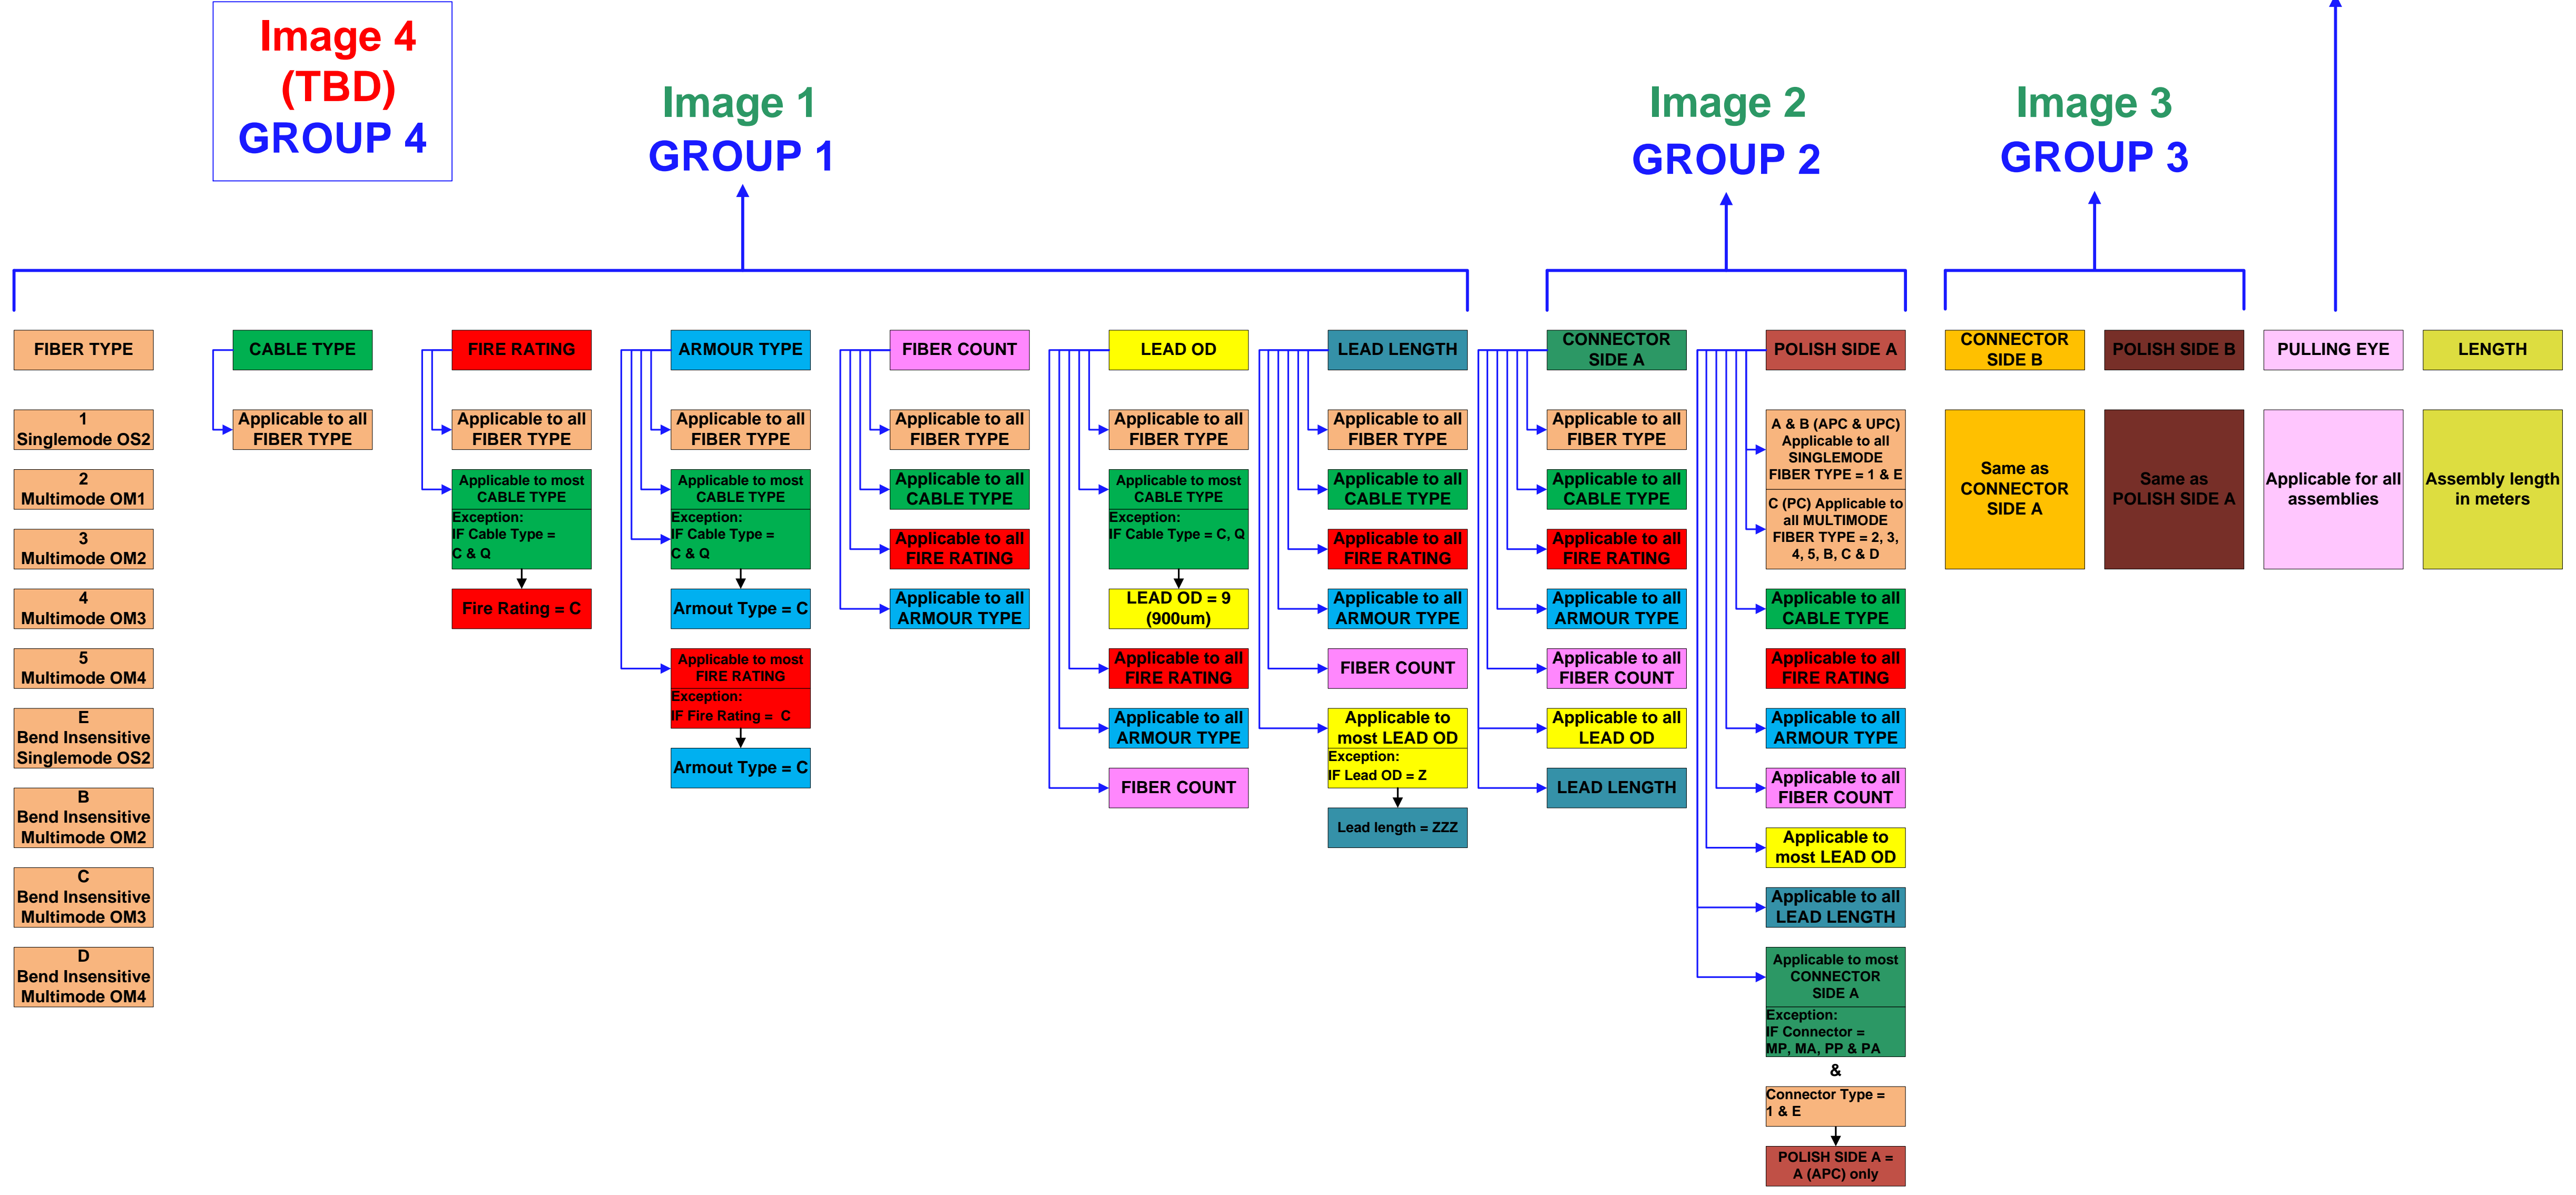 Image 4
(TBD)
GROUP 4
Image 1
GROUP 1
Image 2
GROUP 2
Image 3
GROUP 3
FIBER TYPE
1
Singlemode OS2
2
Multimode OM1
3
Multimode OM2
4
Multimode OM3
5
Multimode OM4
E
Bend Insensitive
Singlemode OS2
B
Bend Insensitive
Multimode OM2
C
Bend Insensitive
Multimode OM3
D
Bend Insensitive
Multimode OM4
CABLE TYPE
Applicable to all
FIBER TYPE
FIRE RATING
Applicable to all
FIBER TYPE
Applicable to most
CABLE TYPE
Exception:
IF Cable Type =
C & Q
Fire Rating = C
ARMOUR TYPE
Applicable to all
FIBER TYPE
Applicable to most
CABLE TYPE
Exception:
IF Cable Type =
C & Q
Armout Type = C
Applicable to most
FIRE RATING
Exception:
IF Fire Rating = C
Armout Type = C
FIBER COUNT
Applicable to all
FIBER TYPE
Applicable to all
CABLE TYPE
Applicable to all
FIRE RATING
Applicable to all
ARMOUR TYPE
LEAD OD
Applicable to all
FIBER TYPE
Applicable to most
CABLE TYPE
Exception:
IF Cable Type = C, Q
LEAD OD = 9
(900um)
Applicable to all
FIRE RATING
Applicable to all
ARMOUR TYPE
FIBER COUNT
LEAD LENGTH
Applicable to all
FIBER TYPE
Applicable to all
CABLE TYPE
Applicable to all
FIRE RATING
Applicable to all
ARMOUR TYPE
FIBER COUNT
Applicable to
most LEAD OD
Exception:
IF Lead OD = Z
Lead length = ZZZ
CONNECTOR
SIDE A
Applicable to all
FIBER TYPE
Applicable to all
CABLE TYPE
Applicable to all
FIRE RATING
Applicable to all
ARMOUR TYPE
Applicable to all
FIBER COUNT
Applicable to all
LEAD OD
LEAD LENGTH
POLISH SIDE A
A & B (APC & UPC)
Applicable to all
SINGLEMODE
FIBER TYPE = 1 & E
C (PC) Applicable to
all MULTIMODE
FIBER TYPE = 2, 3,
4, 5, B, C & D
Applicable to all
CABLE TYPE
Applicable to all
FIRE RATING
Applicable to all
ARMOUR TYPE
Applicable to all
FIBER COUNT
Applicable to
most LEAD OD
Applicable to all
LEAD LENGTH
Applicable to most
CONNECTOR
SIDE A
Exception:
IF Connector =
MP, MA, PP & PA
&
Connector Type =
1 & E
POLISH SIDE A =
A (APC) only
CONNECTOR
SIDE B
Same as
CONNECTOR
SIDE A
POLISH SIDE B
Same as
POLISH SIDE A
PULLING EYE
Applicable for all
assemblies
LENGTH
Assembly length
in meters